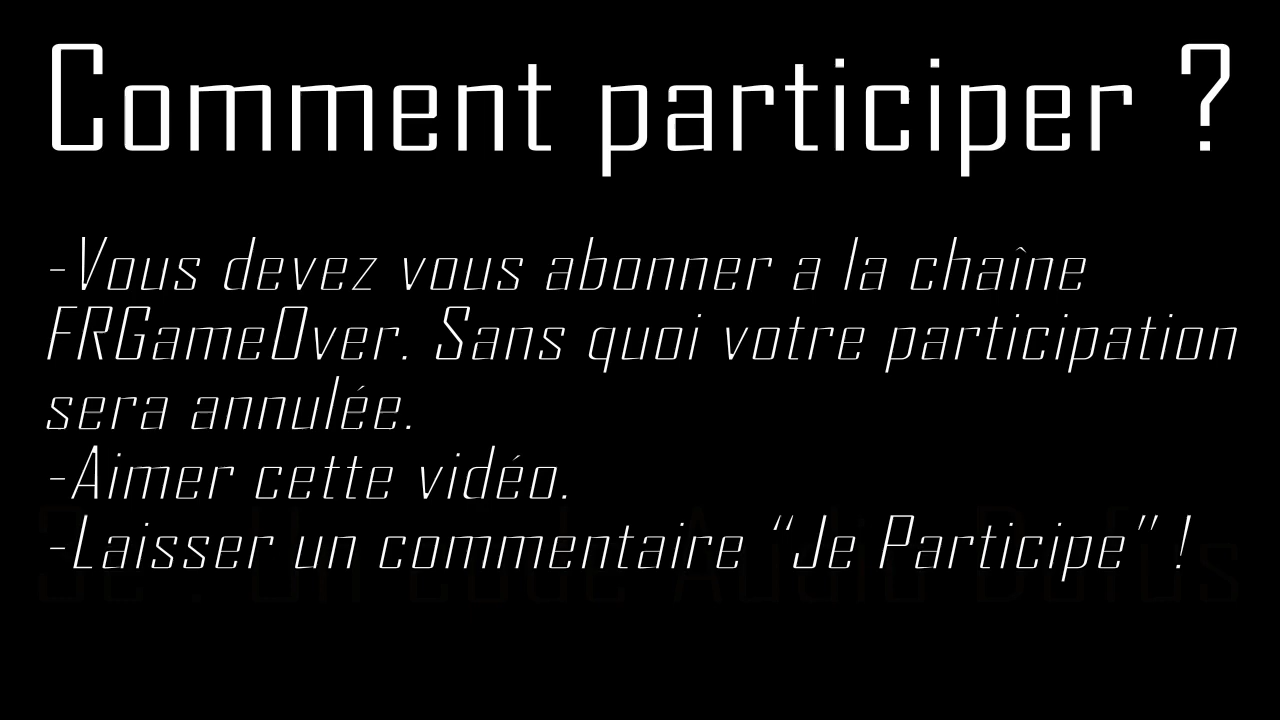 Comment participer ?
-Vous devez vous abonner a la chaîne
FRGameOver. Sans quoi votre participation
sera annulée.
-Aimer cette vidéo.
-Laisser un commentaire “Je Participe” !